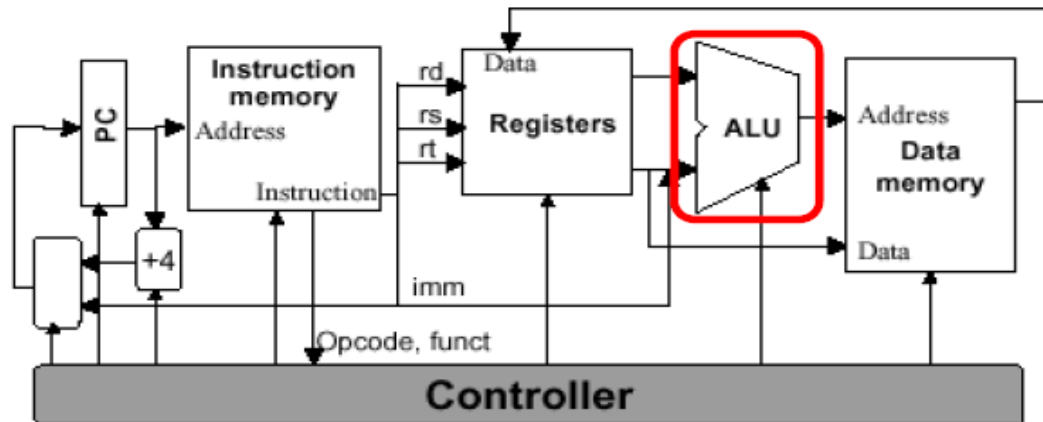 PC
Instruction
memory
Address
Instruction
rd
rs
rt
Data
Registers
ALU
Address
Data
memory
Data
+4
imm
Opcode, funct
Controller